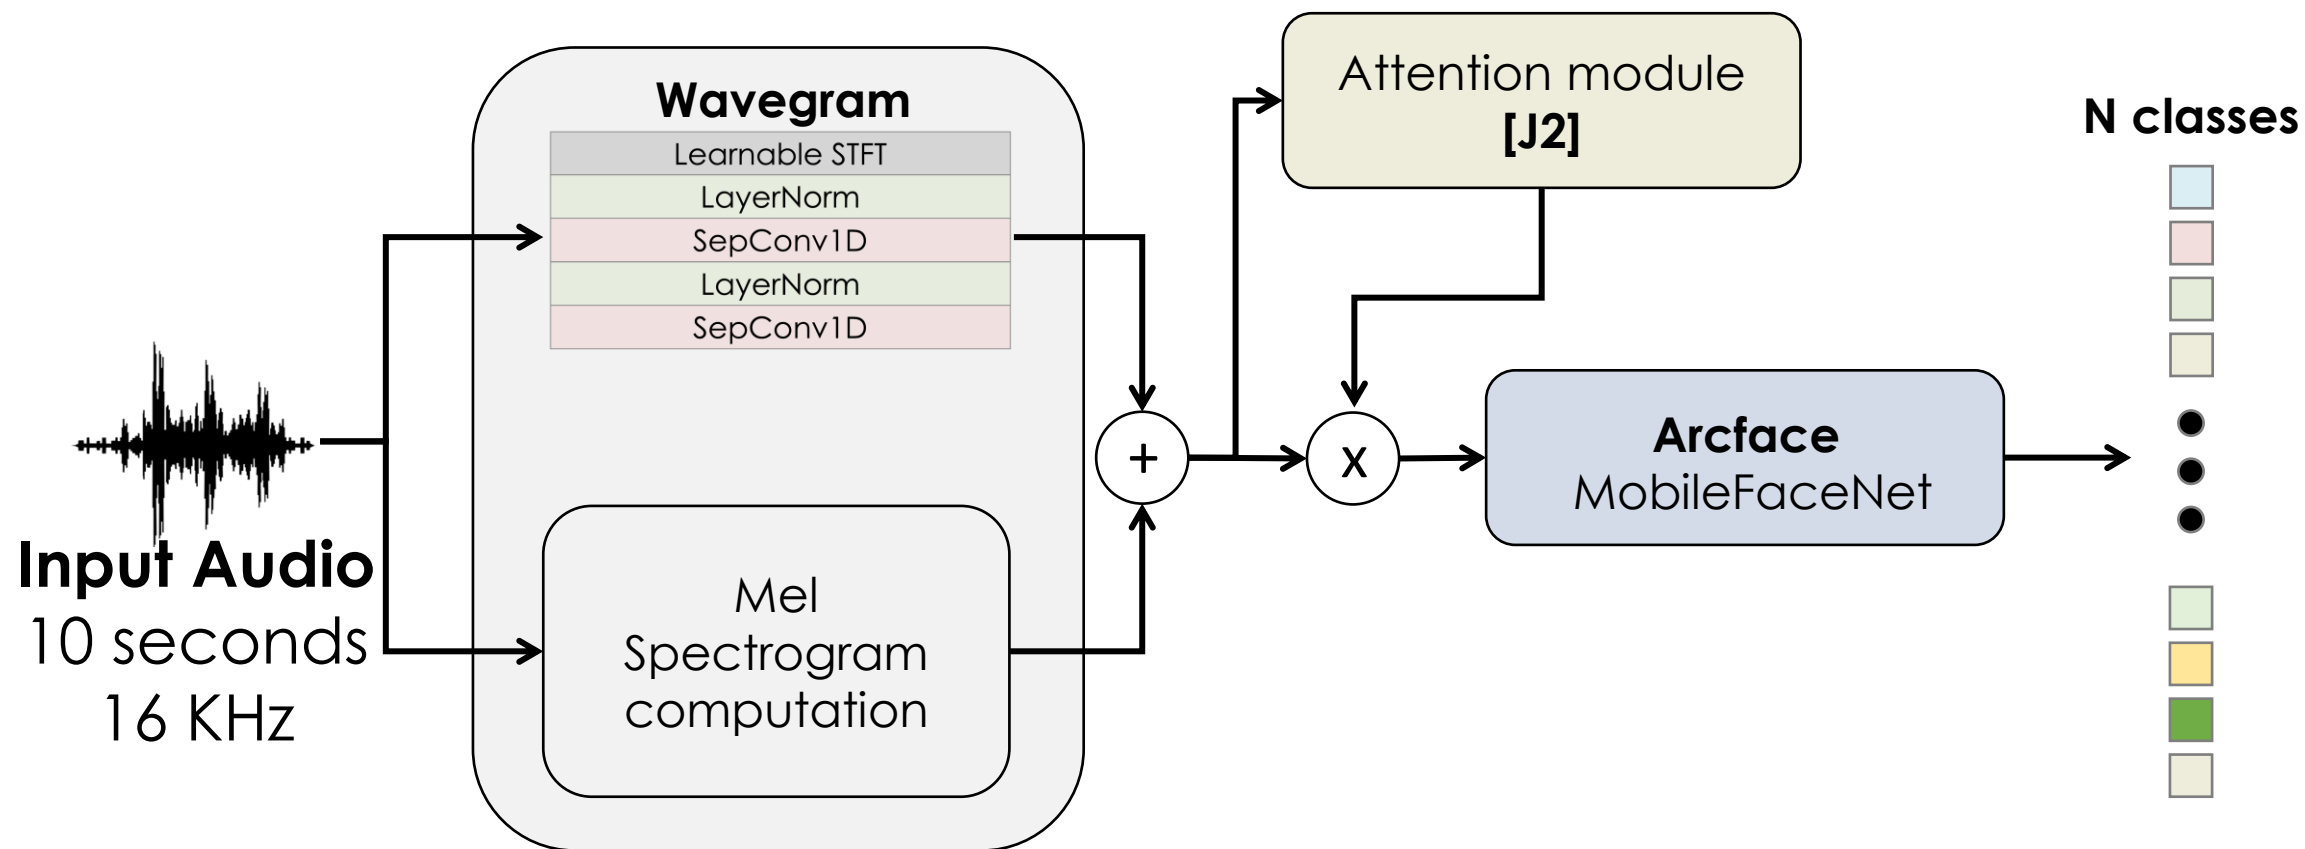 Wavegram
Learnable STFT
LayerNorm
SepConv1D
LayerNorm
SepConv1D
Input Audio
10 seconds
16 KHz
Mel
Spectrogram
computation
+
Attention module
[J2]
x
Arcface
MobileFaceNet
N classes